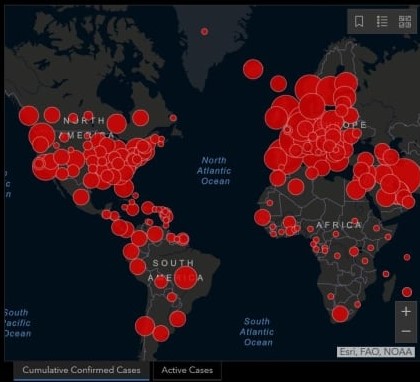 NORTH
AMERICA
OPE
North
Atlantic
Ocean
AFRICA
SOUTH
AMERICA
South
Pacific
Ocean
South
Atlantic
Ocean
+
−
Esri, FAO, NOAA
Cumulative Confirmed Cases
Active Cases